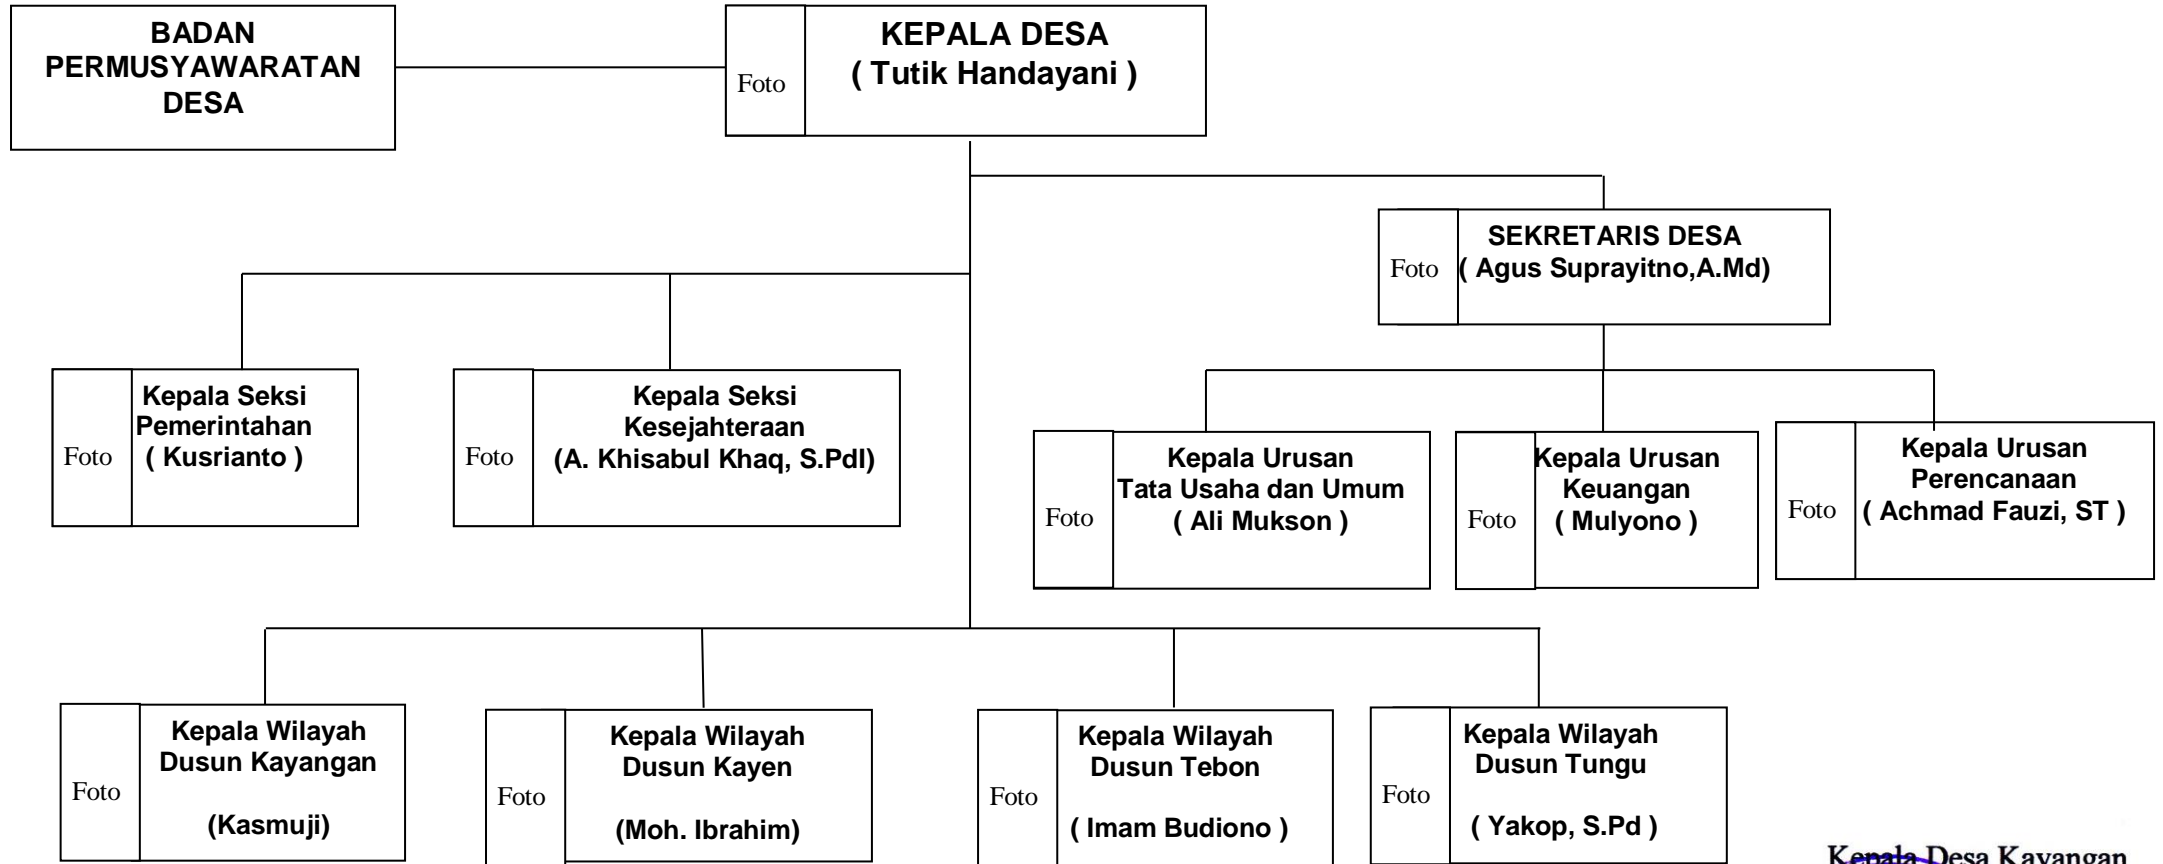 BADAN
PERMUSYAWARATAN
DESA
Foto
KEPALA DESA
( Tutik Handayani )
Foto
SEKRETARIS DESA
( Agus Suprayitno,A.Md)
Foto
Kepala Seksi
Pemerintahan
( Kusrianto )
Foto
Kepala Seksi
Kesejahteraan
(A. Khisabul Khaq, S.PdI)
Foto
Kepala Urusan
Tata Usaha dan Umum
( Ali Mukson )
Foto
Kepala Urusan
Keuangan
( Mulyono )
Foto
Kepala Urusan
Perencanaan
( Achmad Fauzi, ST )
Foto
Kepala Wilayah
Dusun Kayangan
(Kasmuji)
Foto
Kepala Wilayah
Dusun Kayen
(Moh. Ibrahim)
Foto
Kepala Wilayah
Dusun Tebon
( Imam Budiono )
Foto
Kepala Wilayah
Dusun Tungu
( Yakop, S.Pd )
Kepala Desa Kayangan